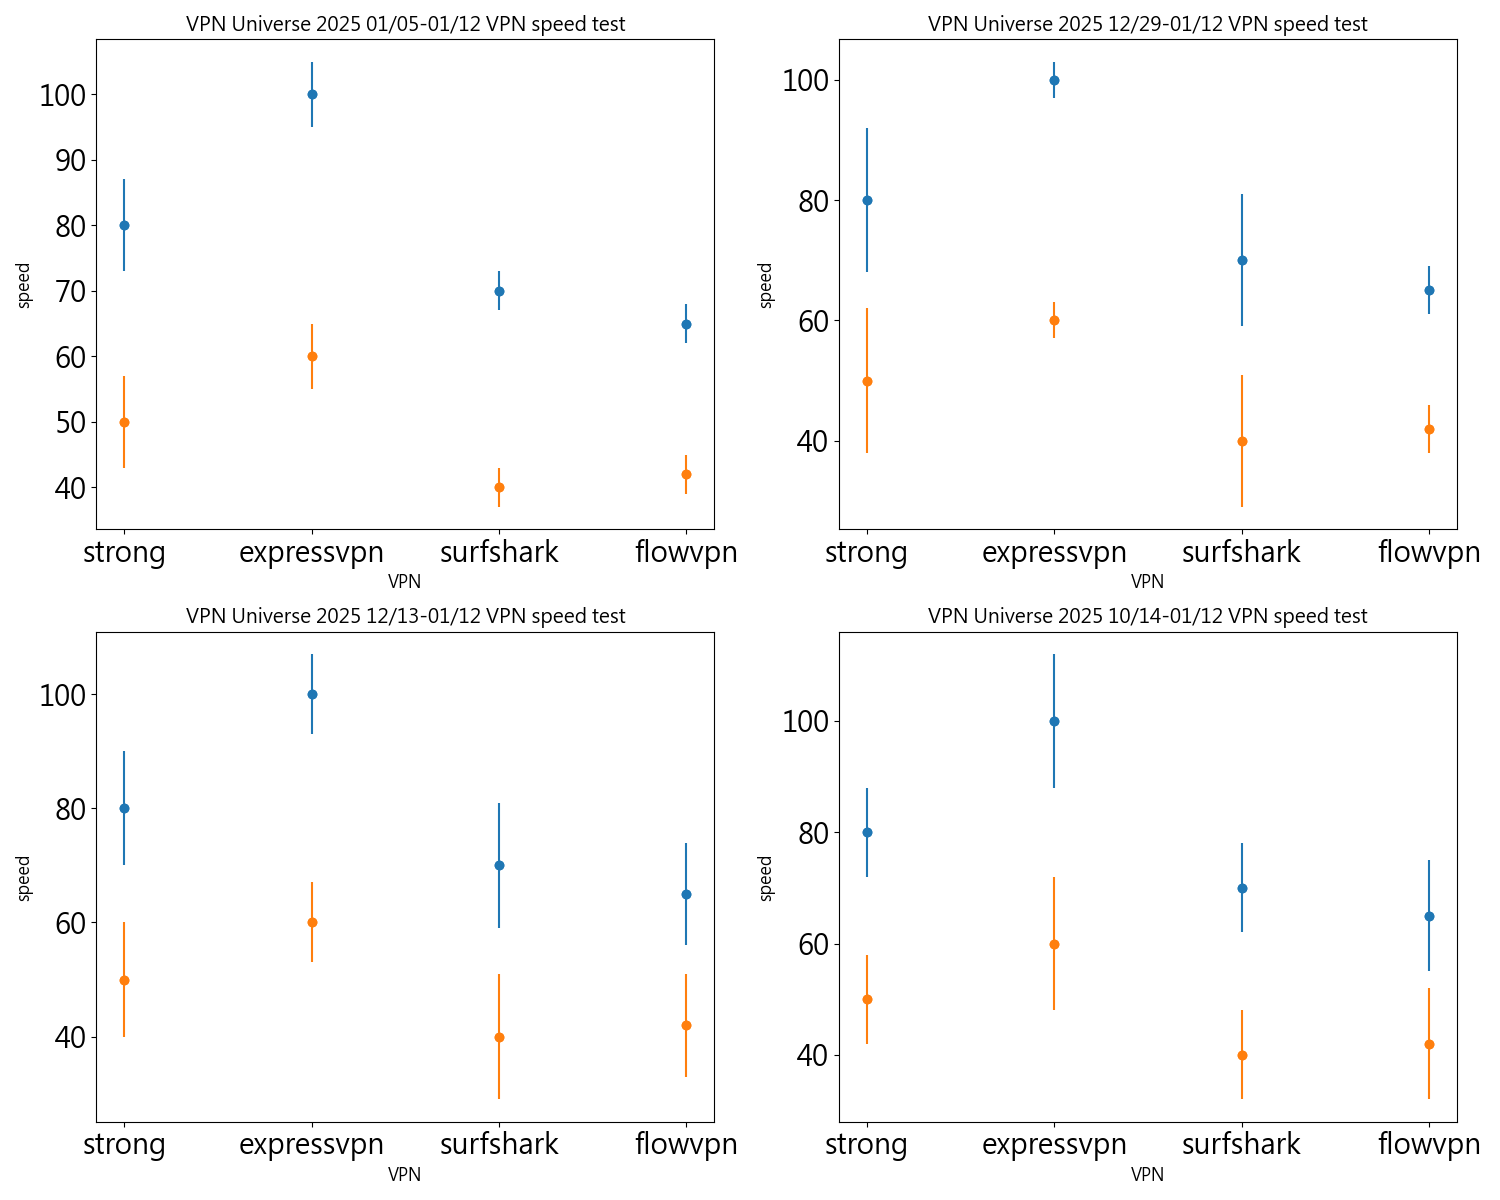 VPN Universe 2025 01/05-01/12 VPN speed test
100
90
80
70
60
50
40
speed
strong expressvpn surfshark flowvpn
VPN
VPN Universe 2025 12/29-01/12 VPN speed test
100
80
60
40
speed
strong expressvpn surfshark flowvpn
VPN
VPN Universe 2025 12/13-01/12 VPN speed test
100
80
60
40
speed
strong expressvpn surfshark flowvpn
VPN
VPN Universe 2025 10/14-01/12 VPN speed test
100
80
60
40
speed
strong expressvpn surfshark flowvpn
VPN